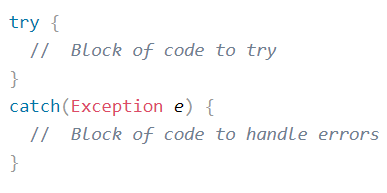 try {
  //  Block of code to try
}
catch(Exception e) {
  //  Block of code to handle errors
}